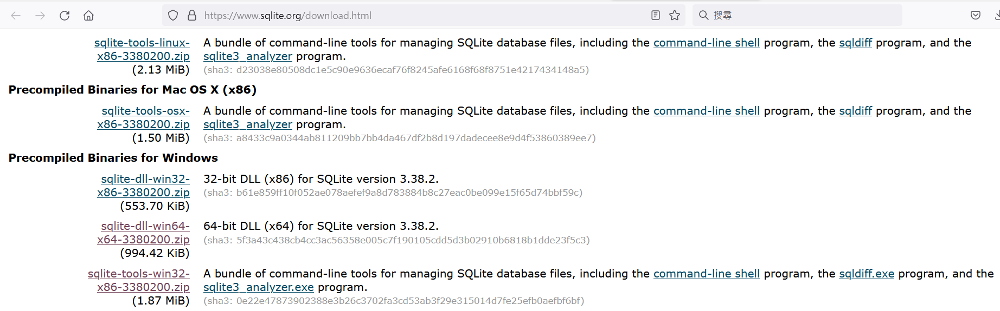 https://www.sqlite.org/download.html
搜尋
sqlite-tools-linux-
x86-3380200.zip
(2.13 MiB)
A bundle of command-line tools for managing SQLite database files, including the command-line shell program, the sqldiff program, and the
sqlite3_analyzer program.
(sha3: d23038e80508dc1e5c90e9636ecaf76f8245afe6168f68f8751e4217434148a5)
Precompiled Binaries for Mac OS X (x86)
sqlite-tools-osx-
x86-3380200.zip
(1.50 MiB)
A bundle of command-line tools for managing SQLite database files, including the command-line shell program, the sqldiff program, and the
sqlite3_analyzer program.
(sha3: a8433c9a0344ab811209bb7bb4da467df2b8d197dadecee8e9d4f53860389ee7)
Precompiled Binaries for Windows
sqlite-dll-win32-
x86-3380200.zip
(553.70 KiB)
32-bit DLL (x86) for SQLite version 3.38.2.
(sha3: b61e859ff10f052ae078aefef9a8d783884b8c27eac0be099e15f65d74bbf59c)
sqlite-dll-win64-
x64-3380200.zip
(994.42 KiB)
64-bit DLL (x64) for SQLite version 3.38.2.
(sha3: 5f3a43c438cb4cc3ac56358e005c7f190105cdd5d3b02910b6818b1dde23f5c3)
sqlite-tools-win32-
x86-3380200.zip
(1.87 MiB)
A bundle of command-line tools for managing SQLite database files, including the command-line shell program, the sqldiff.exe program, and the
sqlite3_analyzer.exe program.
(sha3: 0e22e47873902388e3b26c3702fa3cd53ab3f29e315014d7fe25efb0aefbf6bf)